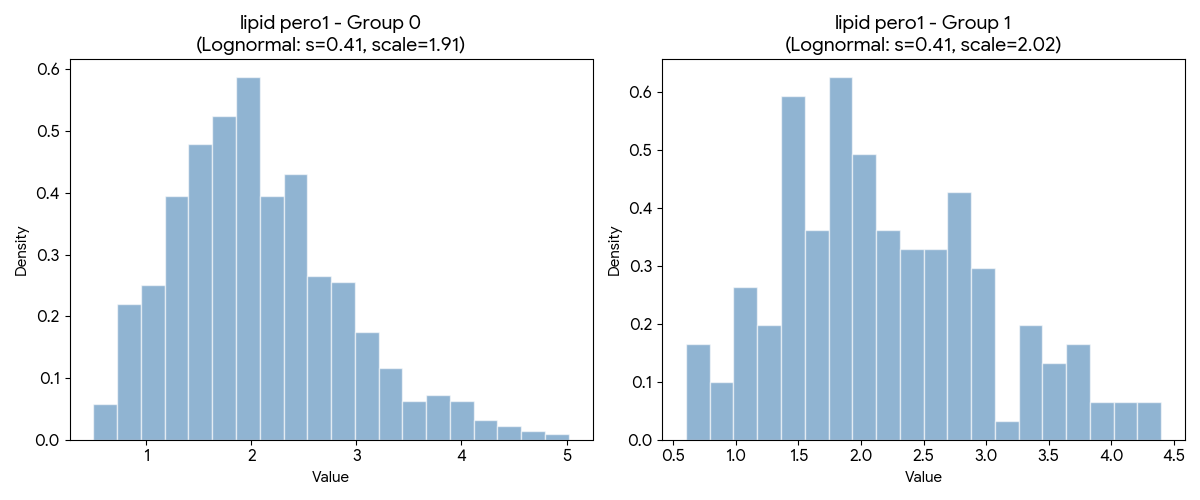 lipid pero1 - Group 0
(Lognormal: s=0.41, scale=1.91)
0.6
0.5
0.4
0.3
0.2
0.1
0.0
Density
1 2 3 4 5
Value
lipid pero1 - Group 1
(Lognormal: s=0.41, scale=2.02)
0.6
0.5
0.4
0.3
0.2
0.1
0.0
Density
0.5 1.0 1.5 2.0 2.5 3.0 3.5 4.0 4.5
Value